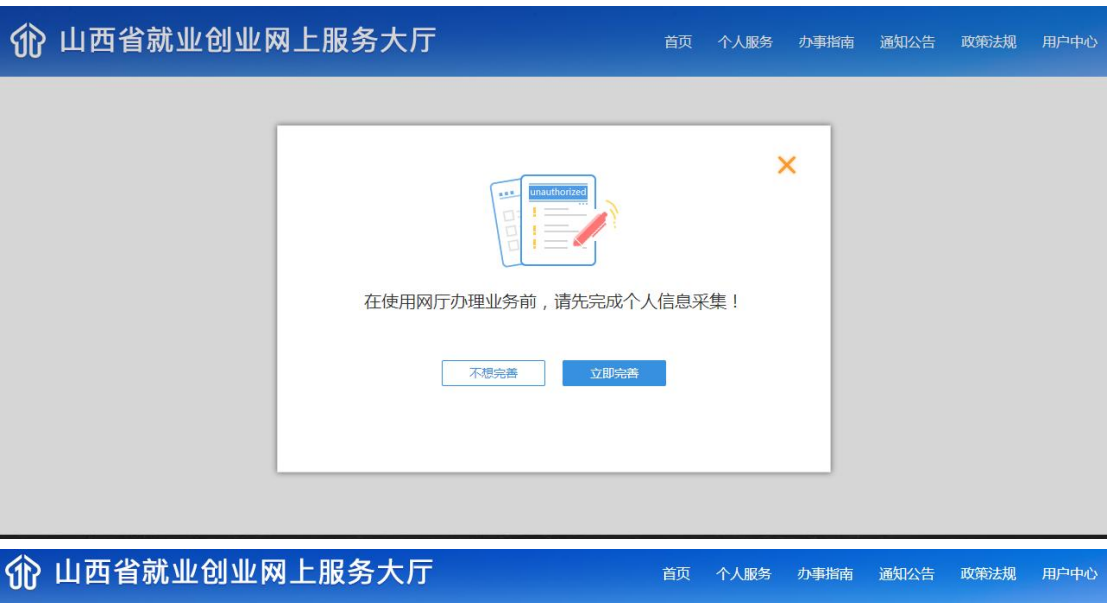 山西省就业创业网上服务大厅 首页 个人服务 办事指南 通知公告 政策法规 用户中心
unauthorized
在使用网厅办理业务前，请先完成个人信息采集！
不想完善 立即完善
山西省就业创业网上服务大厅 首页 个人服务 办事指南 通知公告 政策法规 用户中心